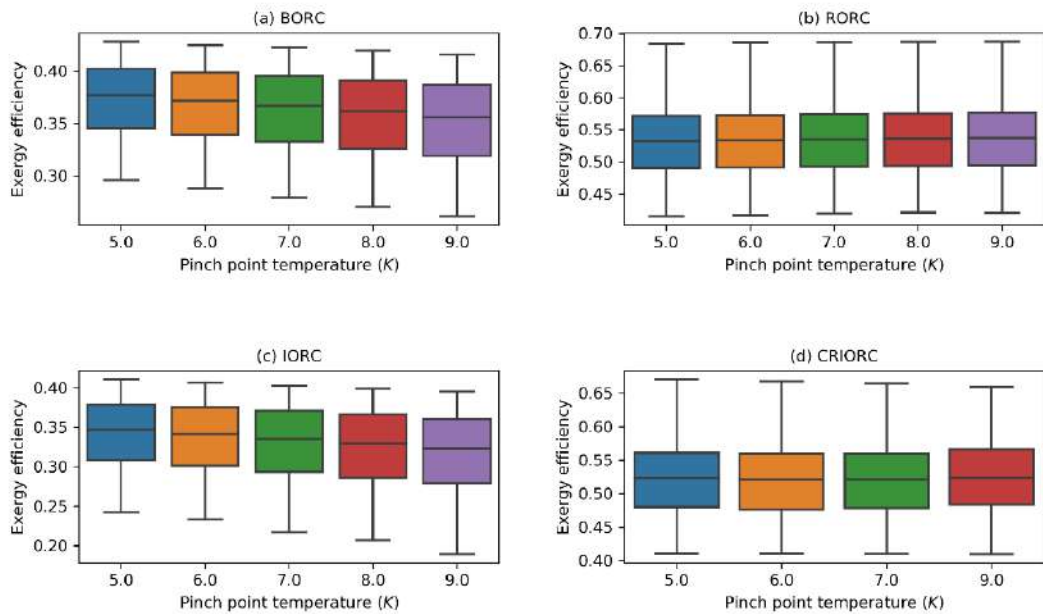 (a) BORC
Exergy efficiency
0.40
0.35
0.30
5.0 6.0 7.0 8.0 9.0
Pinch point temperature (K)
(b) RORC
Exergy efficiency
0.70
0.65
0.60
0.55
0.50
0.45
5.0 6.0 7.0 8.0 9.0
Pinch point temperature (K)
(c) IORC
Exergy efficiency
0.40
0.35
0.30
0.25
0.20
5.0 6.0 7.0 8.0 9.0
Pinch point temperature (K)
(d) CRIORC
Exergy efficiency
0.65
0.60
0.55
0.50
0.45
0.40
5.0 6.0 7.0 9.0
Pinch point temperature (K)